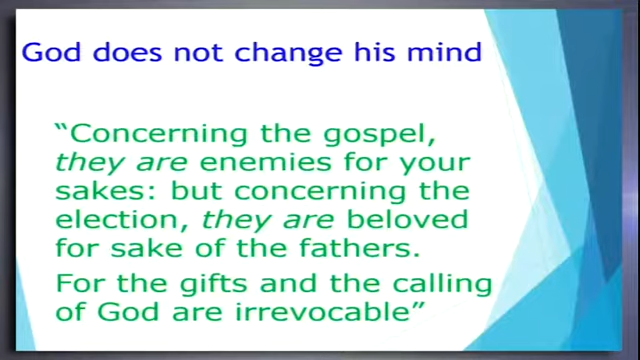 God does not change his mind
“Concerning the gospel,
they are enemies for your
sakes: but concerning the
election, they are beloved
for sake of the fathers.
For the gifts and the calling
of God are irrevocable”